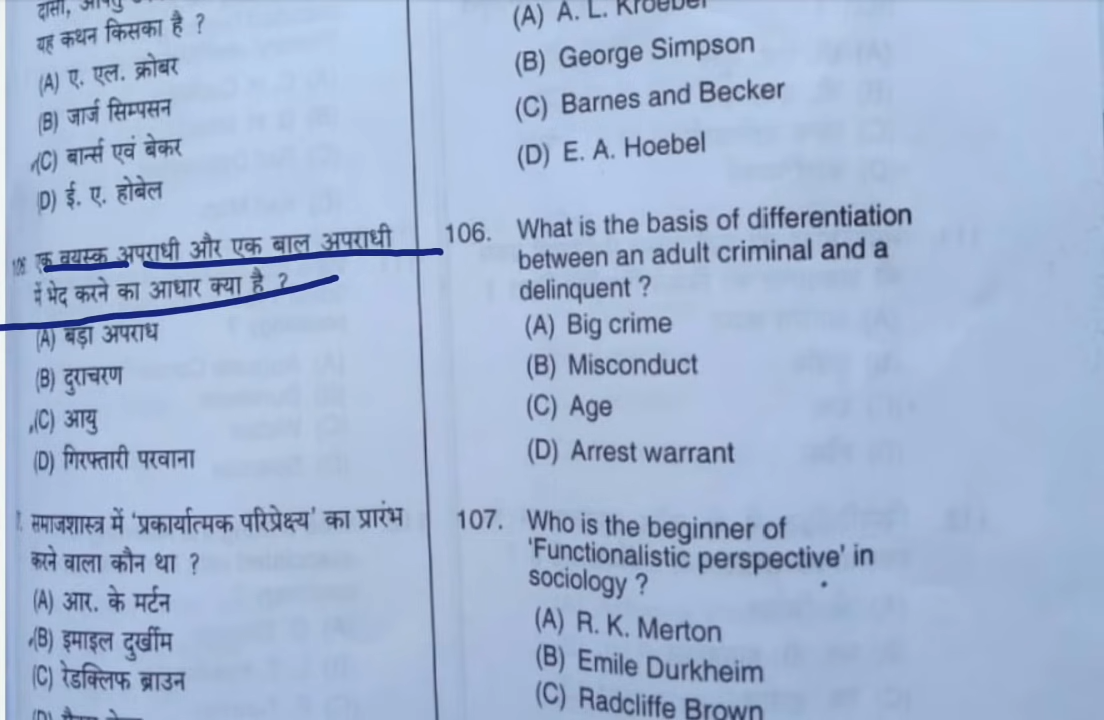 यह कथन किसका है ?
(A) ए. एल. क्रोबर
(B) जार्ज सिम्पसन
(C) बार्न्स एवं बेकर
(D) ई. ए. होबेल
106. एक वयस्क अपराधी और एक बाल अपराधी
में भेद करने का आधार क्या है ?
(A) बड़ा अपराध
(B) दुराचरण
(C) आयु
(D) गिरफ्तारी परवाना
समाजशास्त्र में 'प्रकार्यात्मक परिप्रेक्ष्य' का प्रारंभ
करने वाला कौन था ?
(A) आर. के मर्टन
(B) इमाइल दुर्खीम
(C) रेडक्लिफ ब्राउन
(A) A. L. Kroeber
(B) George Simpson
(C) Barnes and Becker
(D) E. A. Hoebel
106. What is the basis of differentiation
between an adult criminal and a
delinquent ?
(A) Big crime
(B) Misconduct
(C) Age
(D) Arrest warrant
107. Who is the beginner of
'Functionalistic perspective' in
sociology ?
(A) R. K. Merton
(B) Emile Durkheim
(C) Radcliffe Brown